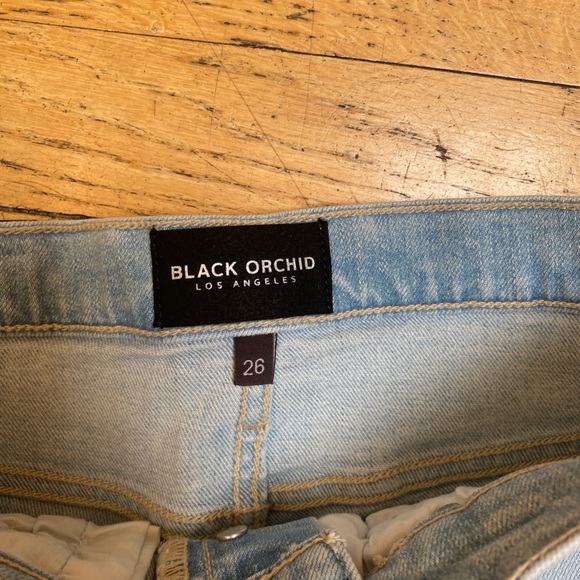 BLACK ORCHID
LOS ANGELES
26